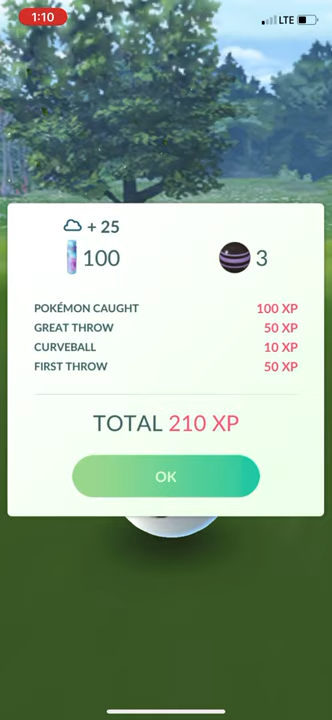 1:10
LTE
+ 25
100
3
POKÉMON CAUGHT 100 XP
GREAT THROW 50 XP
CURVEBALL 10 XP
FIRST THROW 50 XP
TOTAL 210 XP
OK